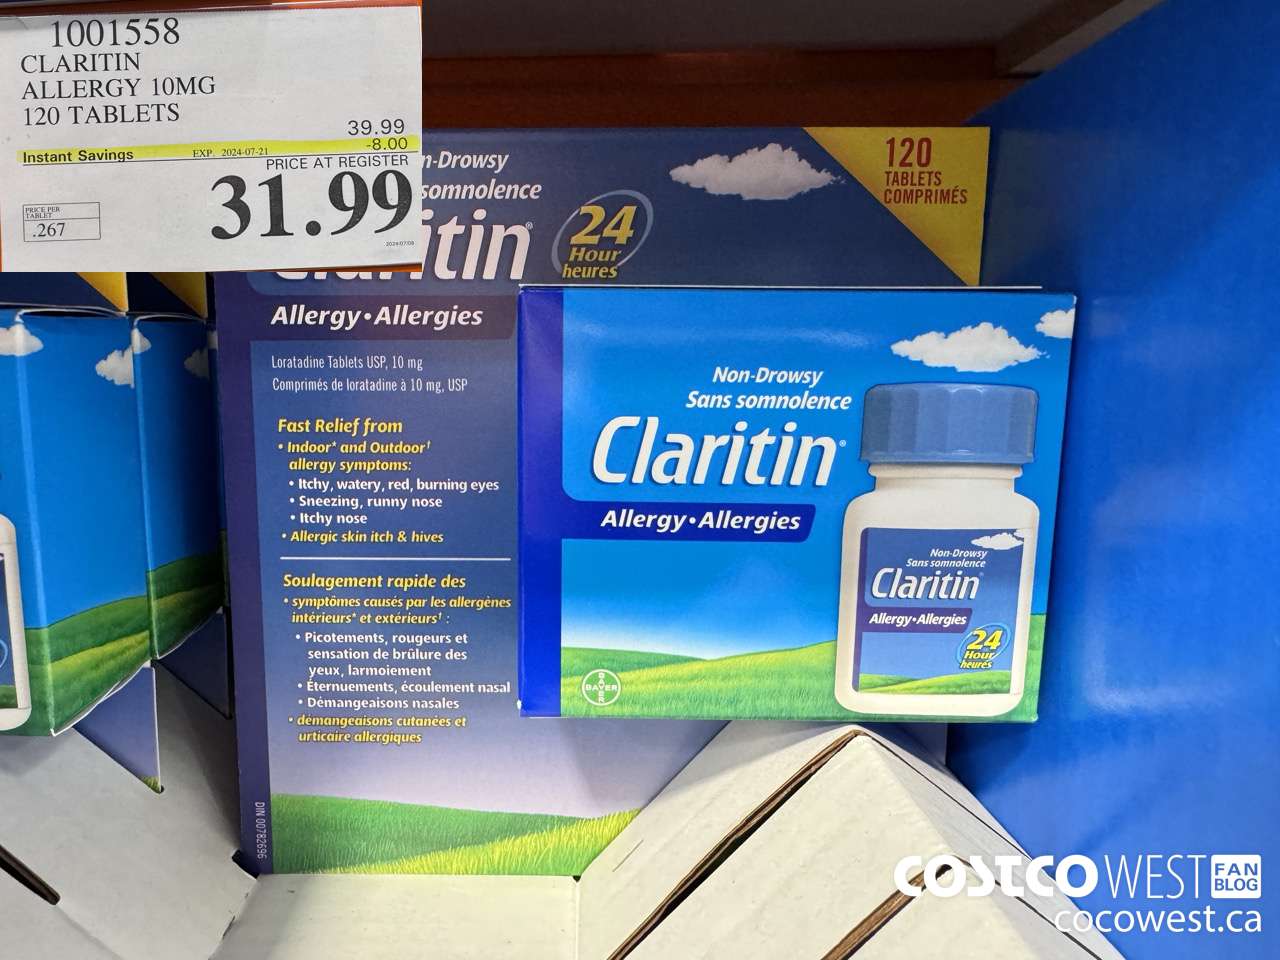 1001558
CLARITIN
ALLERGY 10MG
120 TABLETS
39.99
Instant Savings EXP. 2024-07-21 -8.00
PRICE AT REGISTER
31.99
PRICE PER
TABLET
.267
2024/07/08
n-Drowsy
somnolence
itin
24
Hour
heures
120
TABLETS
COMPRIMÉS
Allergy•Allergies
Loratadine Tablets USP, 10 mg
Comprimés de loratadine à 10 mg, USP
Fast Relief from
• Indoor* and Outdoor†
allergy symptoms:
• Itchy, watery, red, burning eyes
• Sneezing, runny nose
• Itchy nose
• Allergic skin itch & hives
Soulagement rapide des
• symptômes causés par les allergènes
intérieurs* et extérieurs† :
• Picotements, rougeurs et
sensation de brûlure des
yeux, larmoiement
• Éternuements, écoulement nasal
• Démangeaisons nasales
• démangeaisons cutanées et
urticaire allergiques
DIN 00782696
Non-Drowsy
Sans somnolence
Claritin®
Allergy•Allergies
BAYER
BAYER
Non-Drowsy
Sans somnolence
Claritin
Allergy•Allergies
24
Hour
heures
COSTCO WEST FAN
BLOG
cocowest.ca